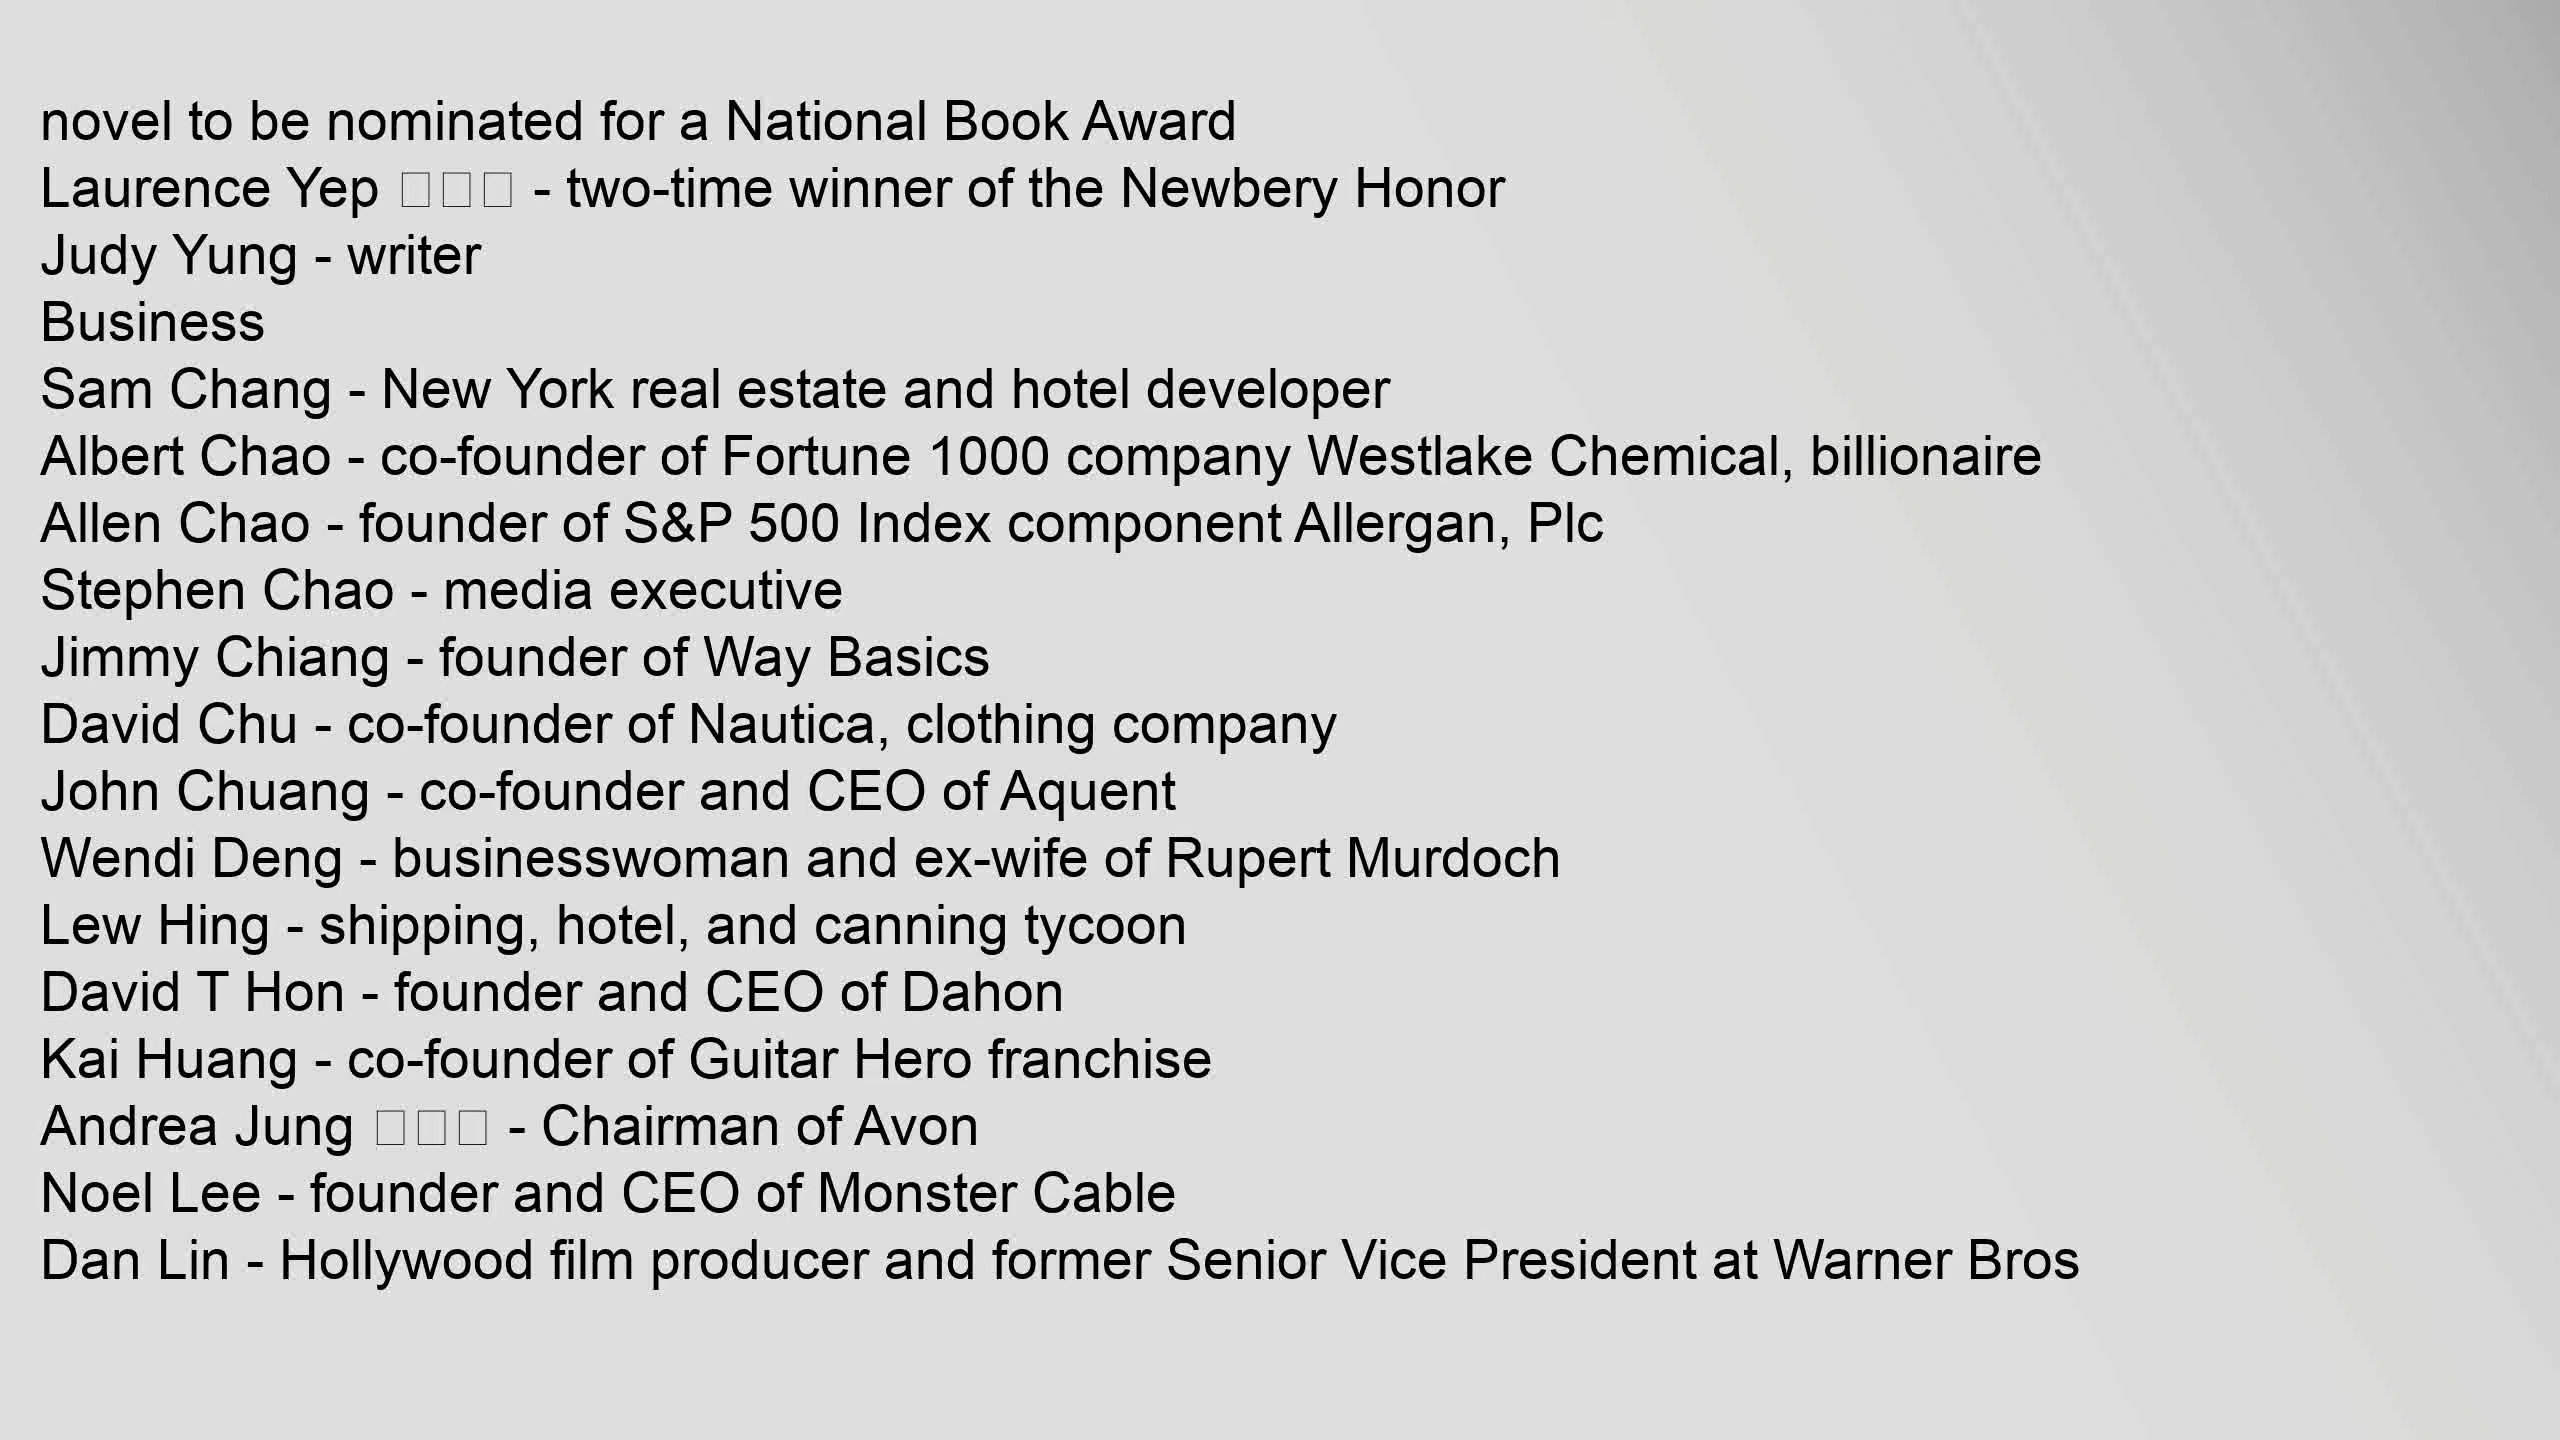 novel to be nominated for a National Book Award
Laurence Yep - two-time winner of the Newbery Honor
Judy Yung - writer
Business
Sam Chang - New York real estate and hotel developer
Albert Chao - co-founder of Fortune 1000 company Westlake Chemical, billionaire
Allen Chao - founder of S&P 500 Index component Allergan, Plc
Stephen Chao - media executive
Jimmy Chiang - founder of Way Basics
David Chu - co-founder of Nautica, clothing company
John Chuang - co-founder and CEO of Aquent
Wendi Deng - businesswoman and ex-wife of Rupert Murdoch
Lew Hing - shipping, hotel, and canning tycoon
David T Hon - founder and CEO of Dahon
Kai Huang - co-founder of Guitar Hero franchise
Andrea Jung - Chairman of Avon
Noel Lee - founder and CEO of Monster Cable
Dan Lin - Hollywood film producer and former Senior Vice President at Warner Bros